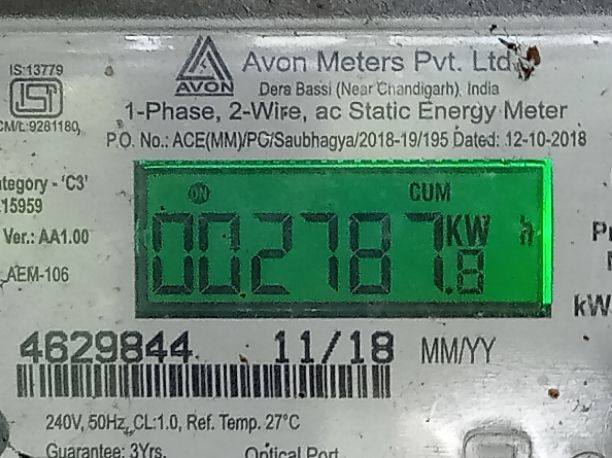 IS:13779
AVON
Avon Meters Pvt. Ltd.
Dera Bassi (Near Chandigarh), India
CM/L:9281180
1-Phase, 2-Wire, ac Static Energy Meter
P.O. No.: ACE(MM)/PG/Saubhagya/2018-19/195 Dated: 12-10-2018
ategory - 'C3'
15959
Ver.: AA1.00
AEM-106
ON CUM
002787.8 KW h
kW
4629844 11/18 MM/YY
240V, 50Hz, CL:1.0, Ref. Temp. 27°C
Guarantee: 3Yrs. Optical Port